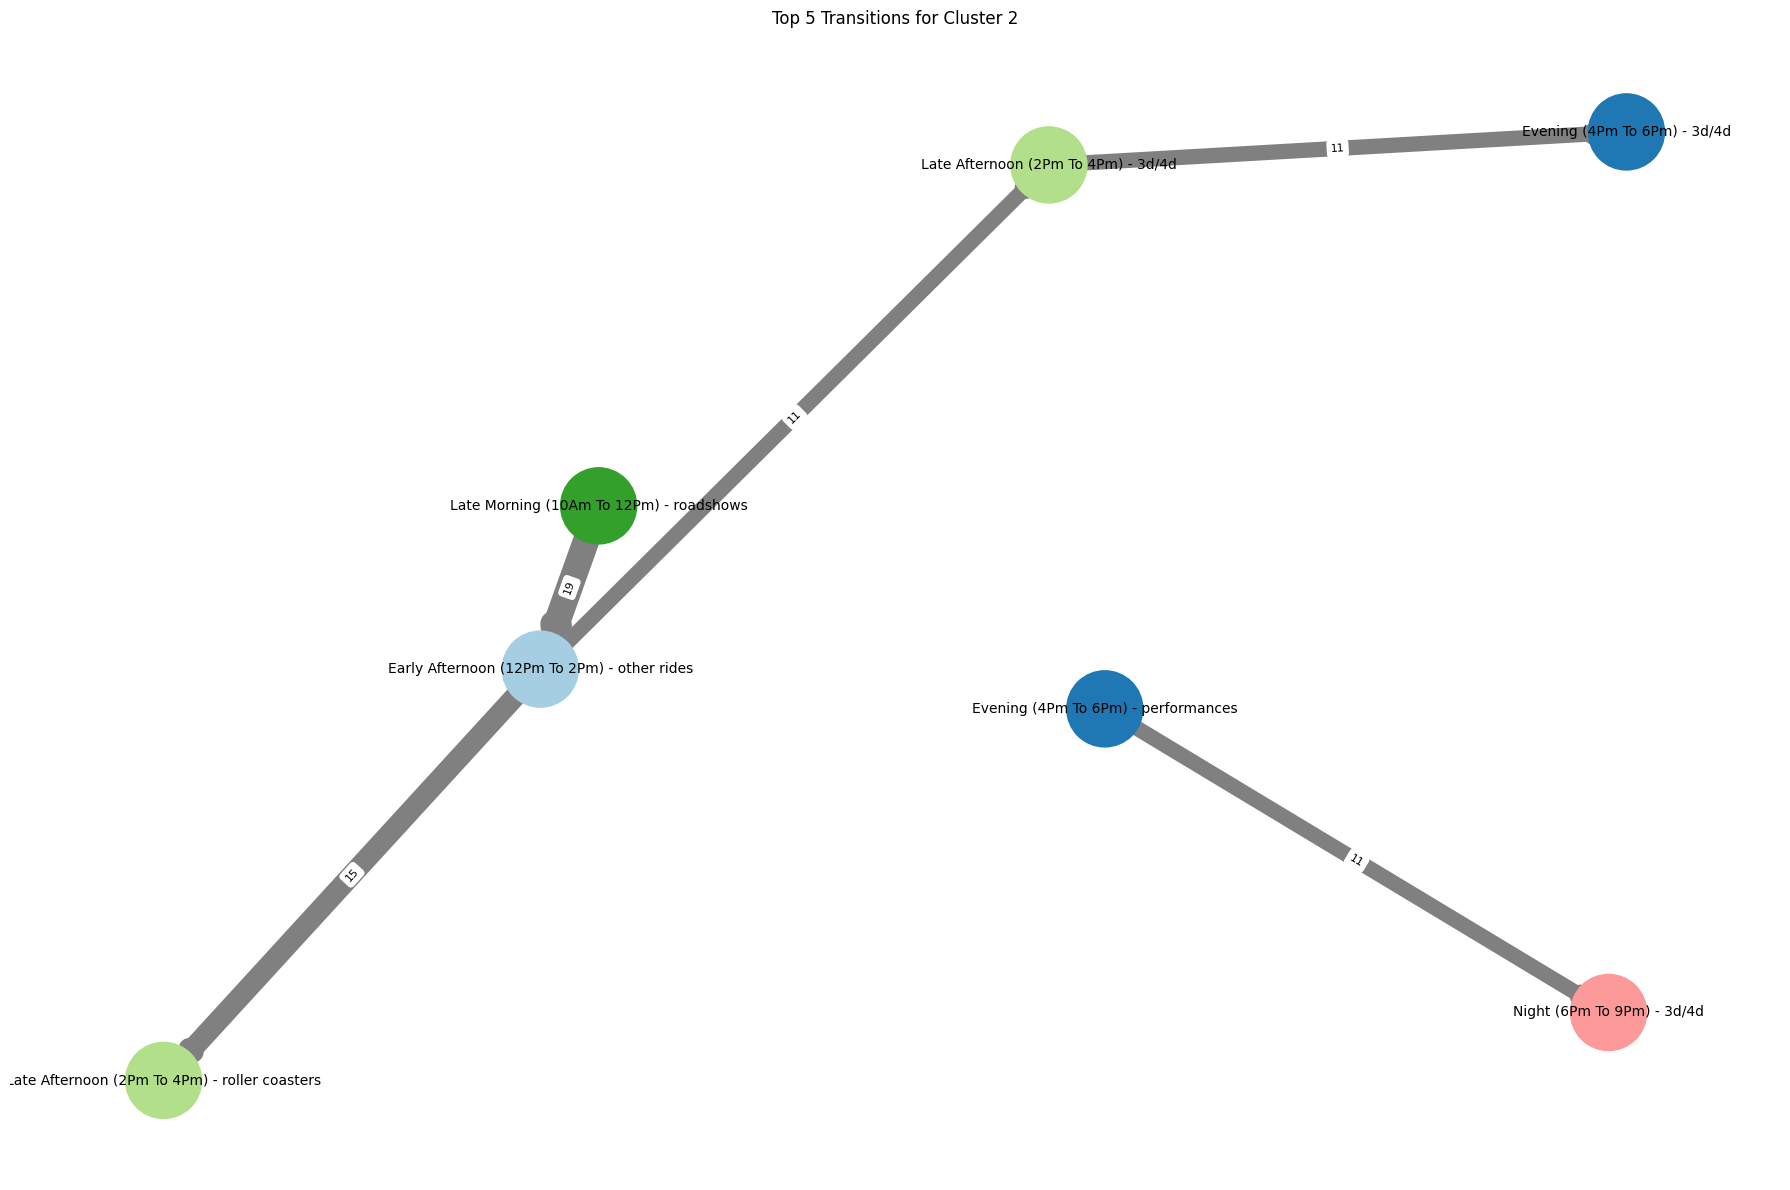 Top 5 Transitions for Cluster 2
Evening (4Pm To 6Pm) - 3d/4d
11
Late Afternoon (2Pm To 4Pm) - 3d/4d
11
Late Morning (10Am To 12Pm) - roadshows
19
Early Afternoon (12Pm To 2Pm) - other rides
Evening (4Pm To 6Pm) - performances
11
15
Night (6Pm To 9Pm) - 3d/4d
Late Afternoon (2Pm To 4Pm) - roller coasters